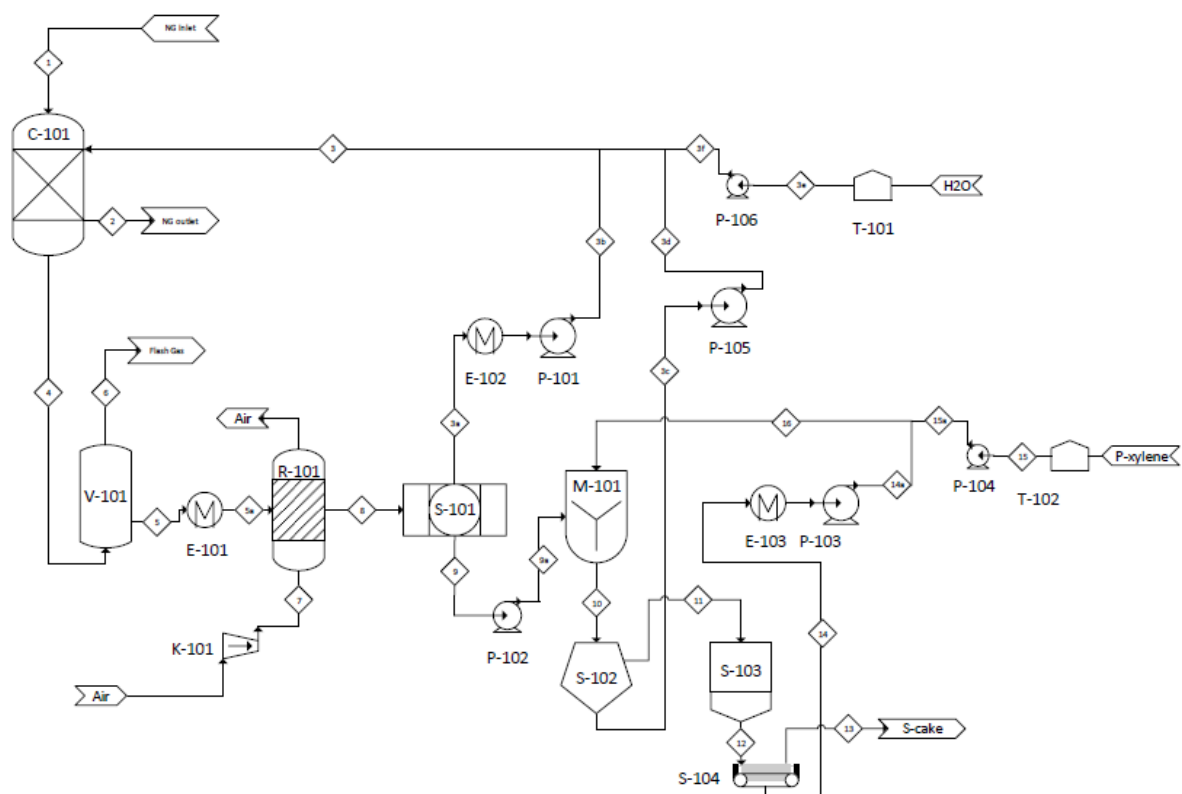 NG inlet
1
C-101
3
3f
3e
H2O
P-106
T-101
2
NG outlet
3b
3d
P-105
E-102
P-101
Flash Gas
4
6
3c
Air
3a
16
15a
P-xylene
P-104
15
T-102
R-101
M-101
14a
V-101
S-101
5
5a
8
E-101
E-103
P-103
9a
9
7
10
11
14
K-101
P-102
S-102
S-103
Air
12
13
S-cake
S-104